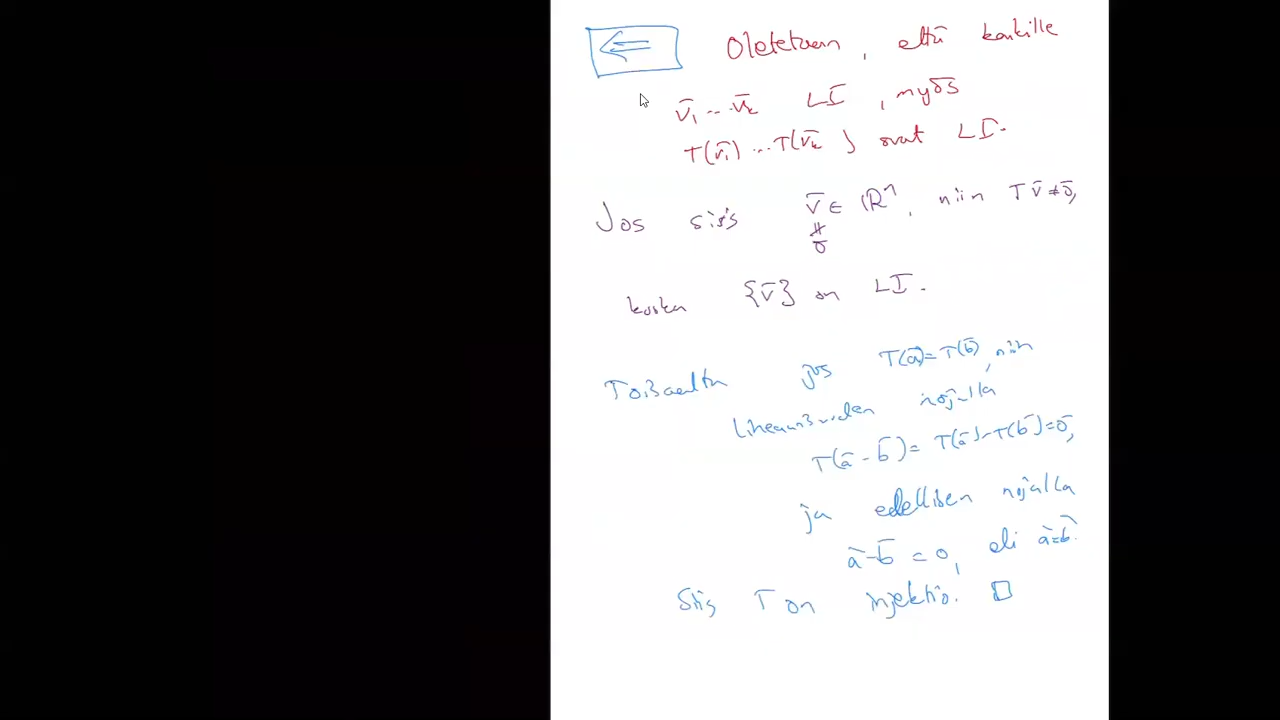 ⇐ Oletetaan, että kaikille
v̄₁ ... v̄ₖ LI, myös
T(v̄₁) ... T(v̄ₖ) ovat LI.
Jos siis v̄ ∈ ℝⁿ, niin Tv̄ ≠ 0̄,
≠
0̄
koska {v̄} on LI.
Toisaalta jos T(ā) = T(b̄), niin
lineaarisuuden nojalla
T(ā - b̄) = T(ā) - T(b̄) = 0̄,
ja edellisen nojalla
ā - b̄ = 0, eli ā = b̄.
Siis T on injektio. □